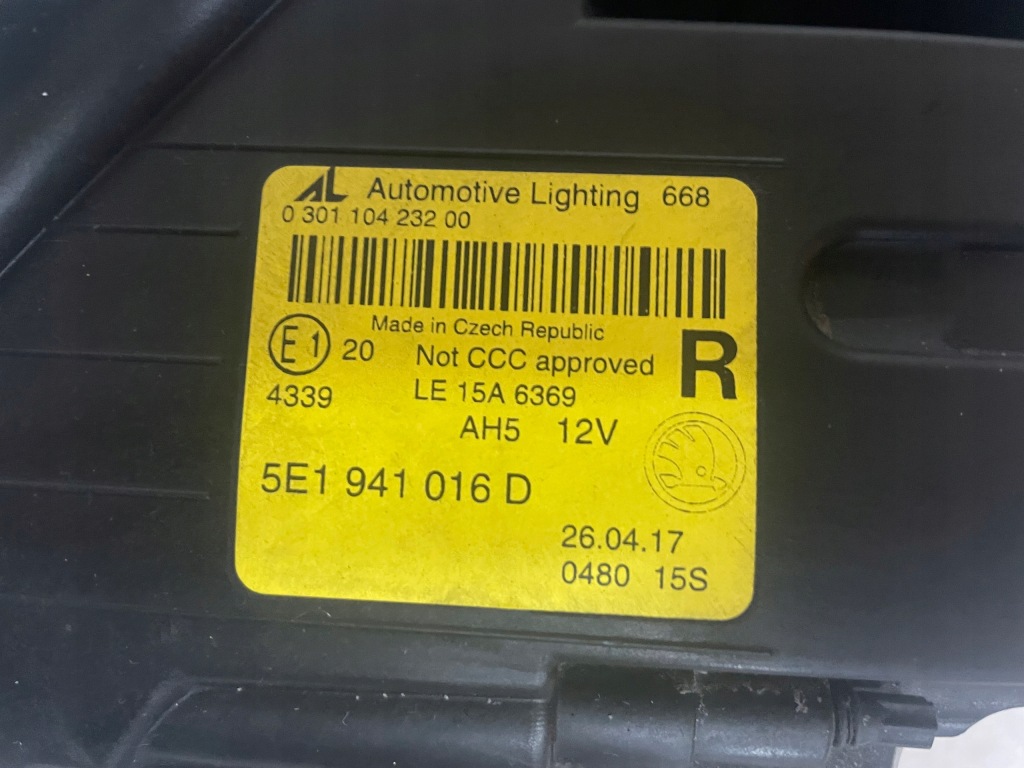 AL Automotive Lighting 668
0 301 104 232 00
Made in Czech Republic
E1 20 Not CCC approved R
4339 LE 15A 6369
AH5 12V
5E1 941 016 D
26.04.17
0480 15S